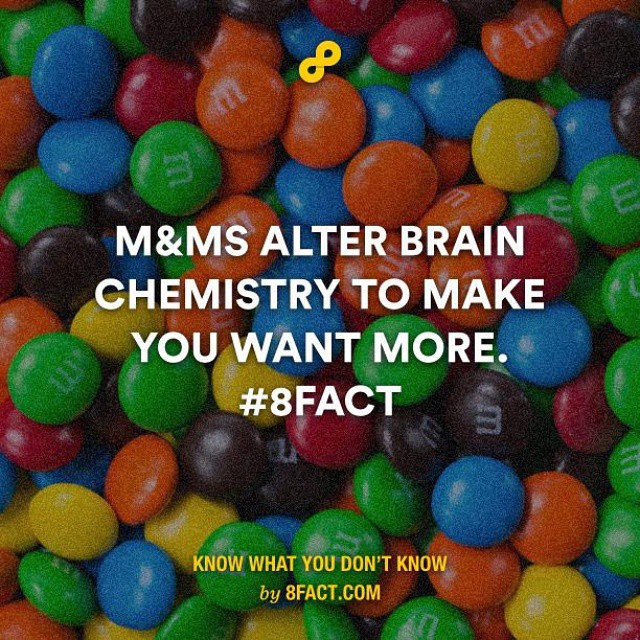 M&MS ALTER BRAIN
CHEMISTRY TO MAKE
YOU WANT MORE.
#8FACT
KNOW WHAT YOU DON'T KNOW
by 8FACT.COM